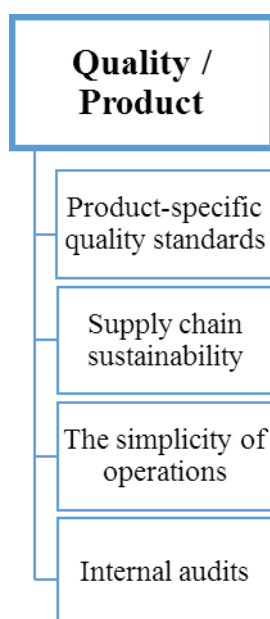 Quality /
Product
Product-specific
quality standards
Supply chain
sustainability
The simplicity of
operations
Internal audits